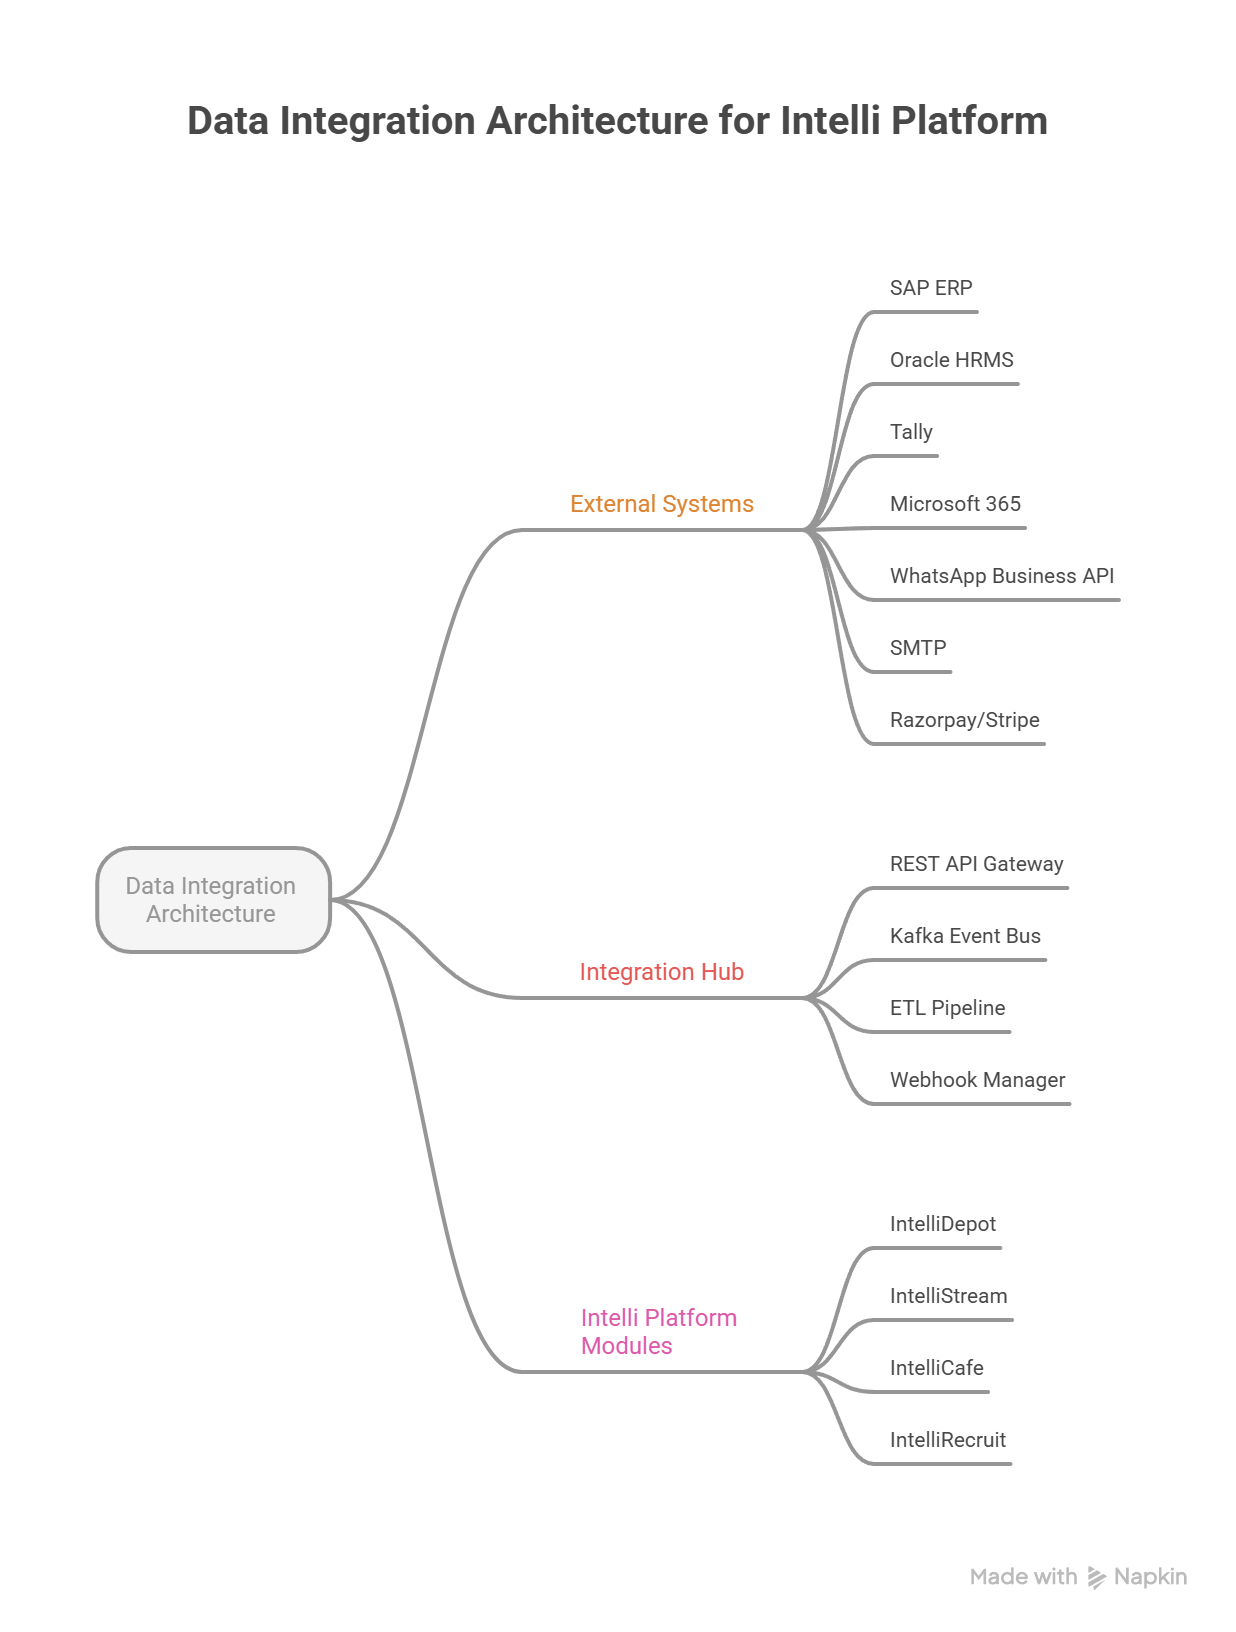 Data Integration Architecture for Intelli Platform
Data Integration
Architecture
External Systems
SAP ERP
Oracle HRMS
Tally
Microsoft 365
WhatsApp Business API
SMTP
Razorpay/Stripe
Integration Hub
REST API Gateway
Kafka Event Bus
ETL Pipeline
Webhook Manager
Intelli Platform
Modules
IntelliDepot
IntelliStream
IntelliCafe
IntelliRecruit
Made with Napkin